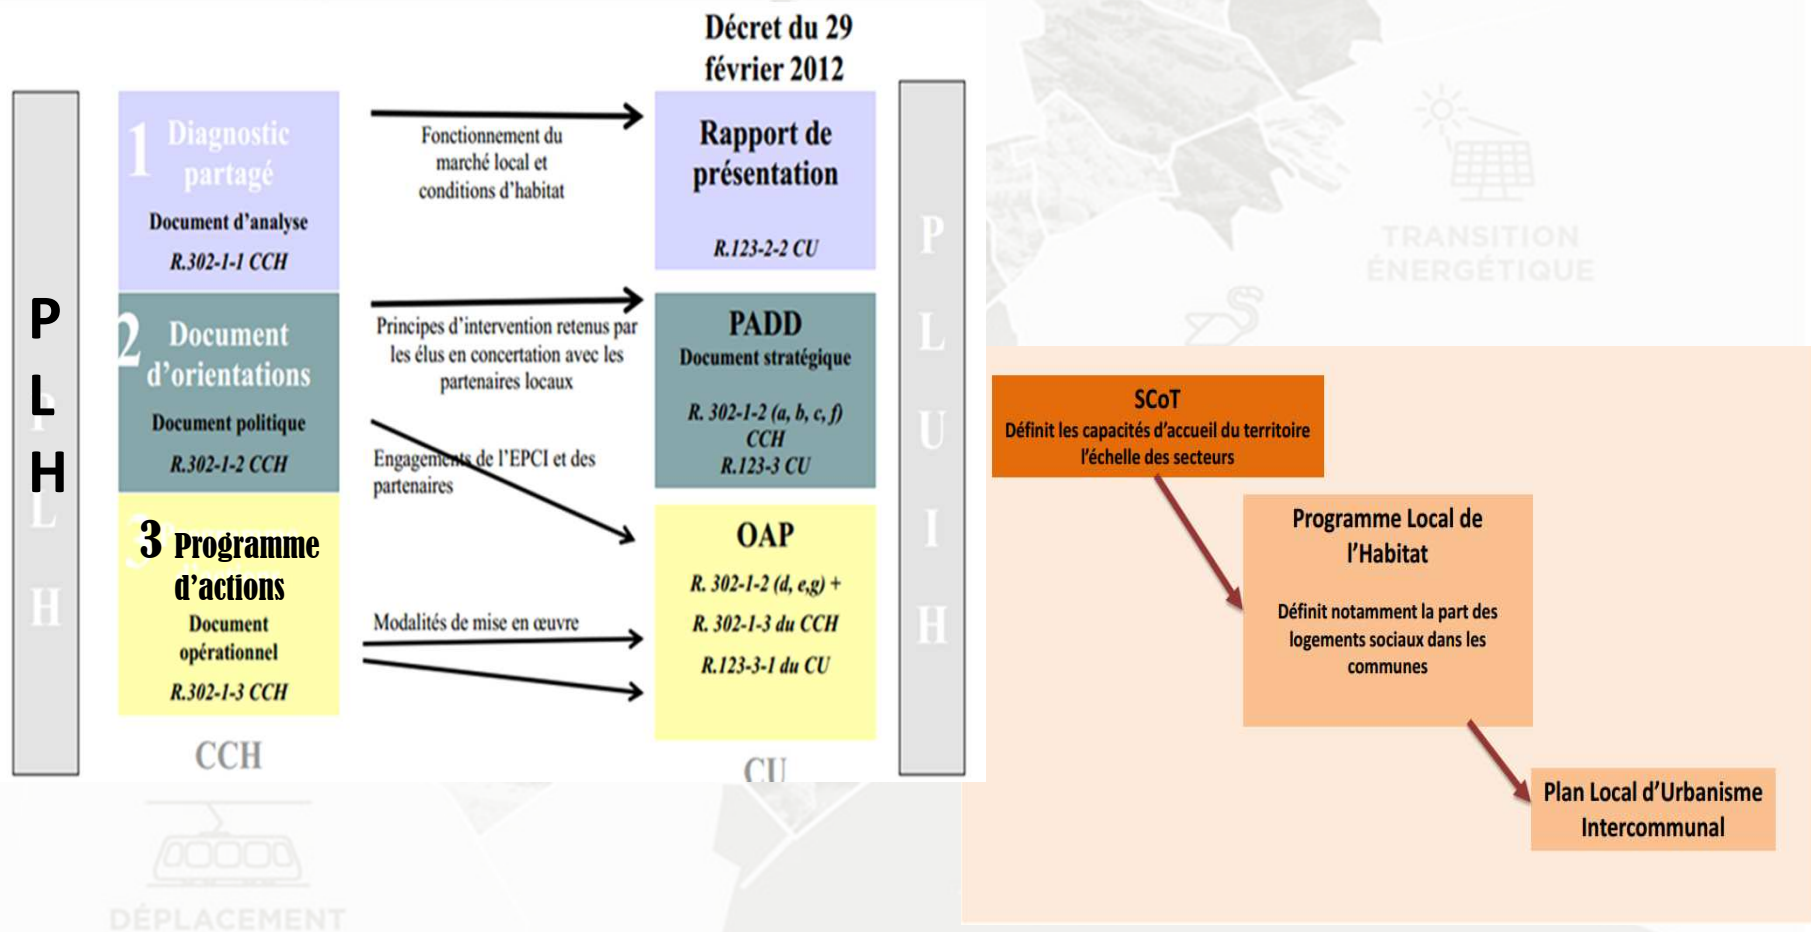 Décret du 29
février 2012
P
L
H
P
L
H
1 Diagnostic
partagé
Document d'analyse
R.302-1-1 CCH
2 Document
d'orientations
Document politique
R.302-1-2 CCH
3 Programme
d'actions
Document
opérationnel
R.302-1-3 CCH
CCH
Fonctionnement du
marché local et
conditions d'habitat
Principes d'intervention retenus par
les élus en concertation avec les
partenaires locaux
Engagements de l'EPCI et des
partenaires
Modalités de mise en œuvre
Rapport de
présentation
R.123-2-2 CU
PADD
Document stratégique
R. 302-1-2 (a, b, c, f)
CCH
R.123-3 CU
OAP
R. 302-1-2 (d, e,g) +
R. 302-1-3 du CCH
R.123-3-1 du CU
CU
P
L
U
I
H
TRANSITION
ÉNERGÉTIQUE
SCoT
Définit les capacités d'accueil du territoire
l'échelle des secteurs
Programme Local de
l'Habitat
Définit notamment la part des
logements sociaux dans les
communes
Plan Local d'Urbanisme
Intercommunal
DÉPLACEMENT